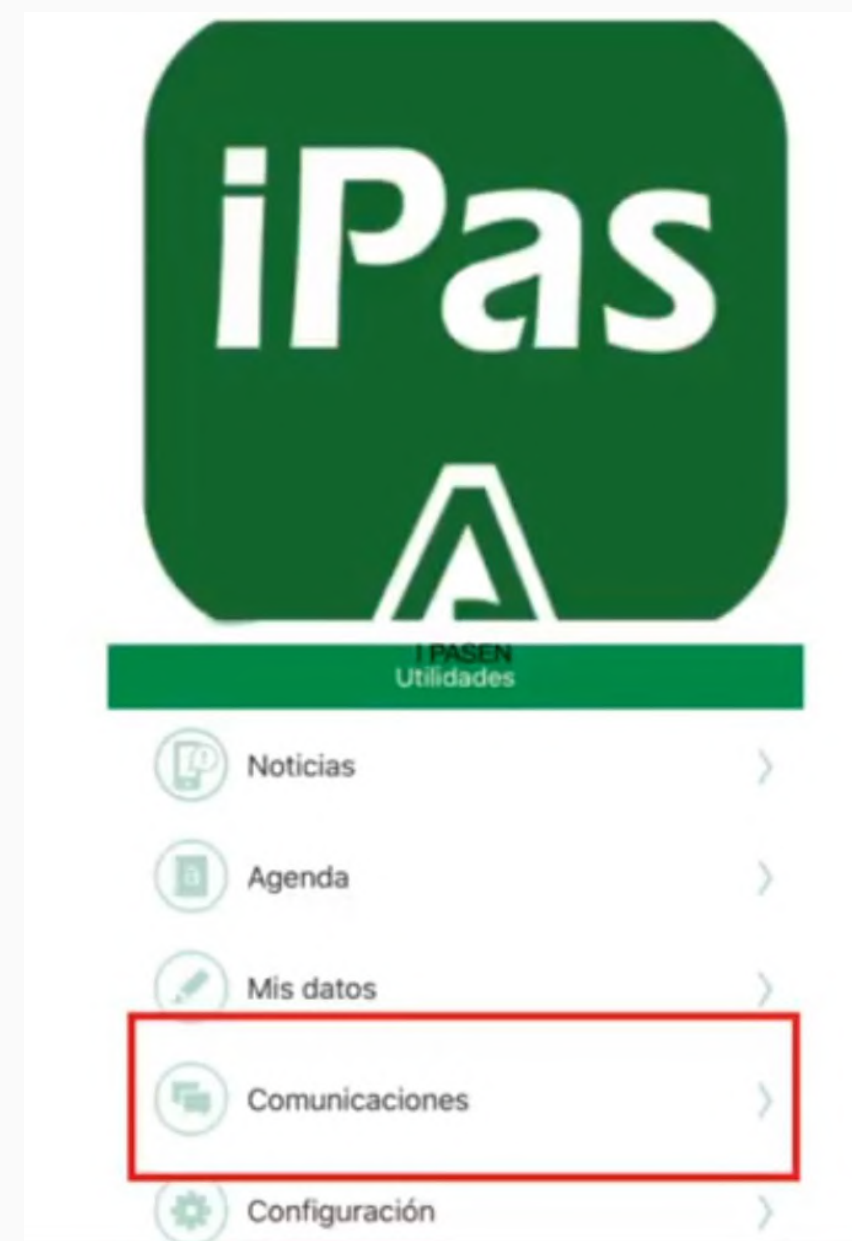 iPas
I PASEN
Utilidades
Noticias
Agenda
Mis datos
Comunicaciones
Configuración